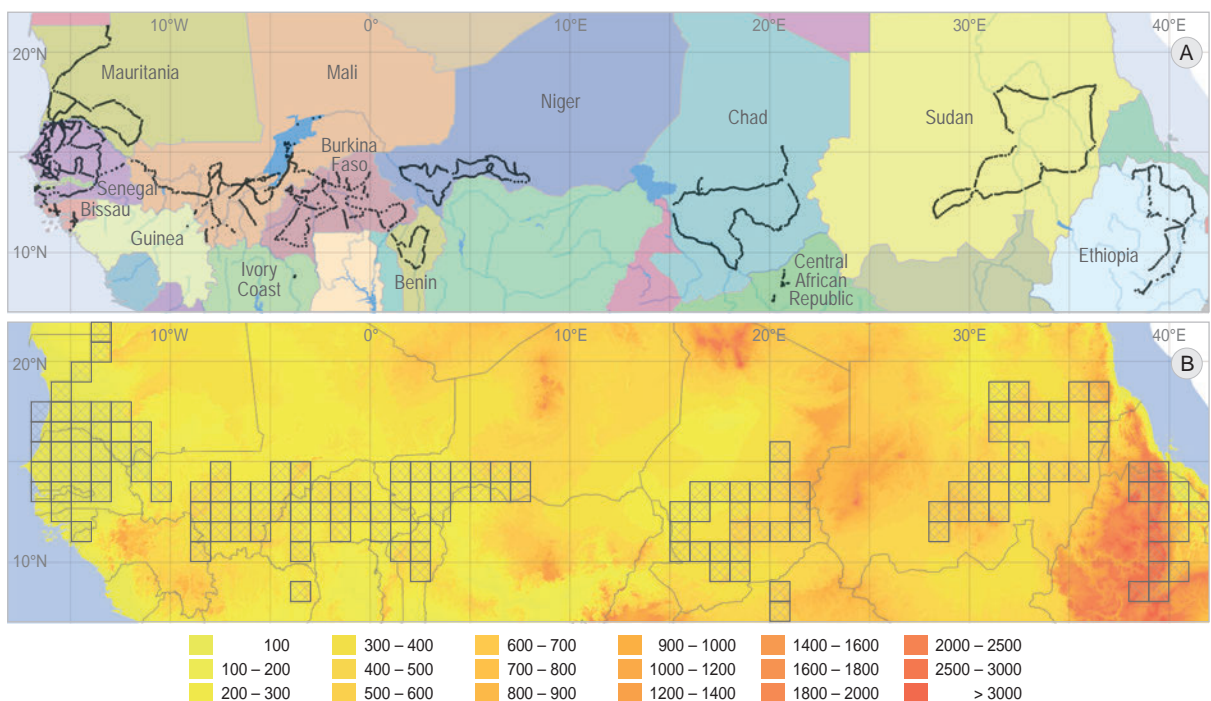 10°W 0° 10°E 20°E 30°E 40°E
20°N
A
Mauritania
Mali
Niger
Chad
Sudan
Burkina
Faso
Senegal
Bissau
Guinea
Ivory
Coast
Benin
Central
African
Republic
Ethiopia
10°N
10°W 0° 10°E 20°E 30°E 40°E
20°N
B
10°N
100 300 – 400 600 – 700 900 – 1000 1400 – 1600 2000 – 2500
100 – 200 400 – 500 700 – 800 1000 – 1200 1600 – 1800 2500 – 3000
200 – 300 500 – 600 800 – 900 1200 – 1400 1800 – 2000 > 3000